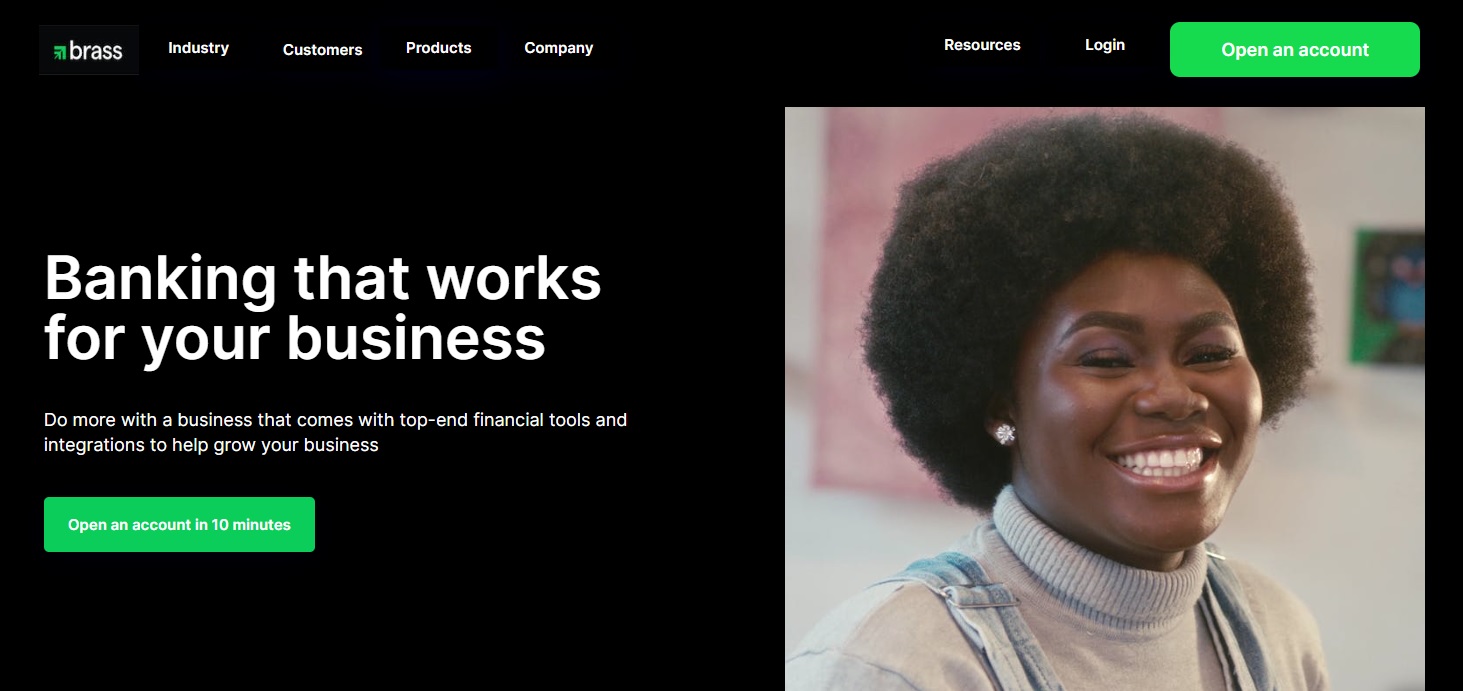 brass
Industry
Customers
Products
Company
Resources
Login
Open an account
Banking that works
for your business
Do more with a business that comes with top-end financial tools and
integrations to help grow your business
Open an account in 10 minutes